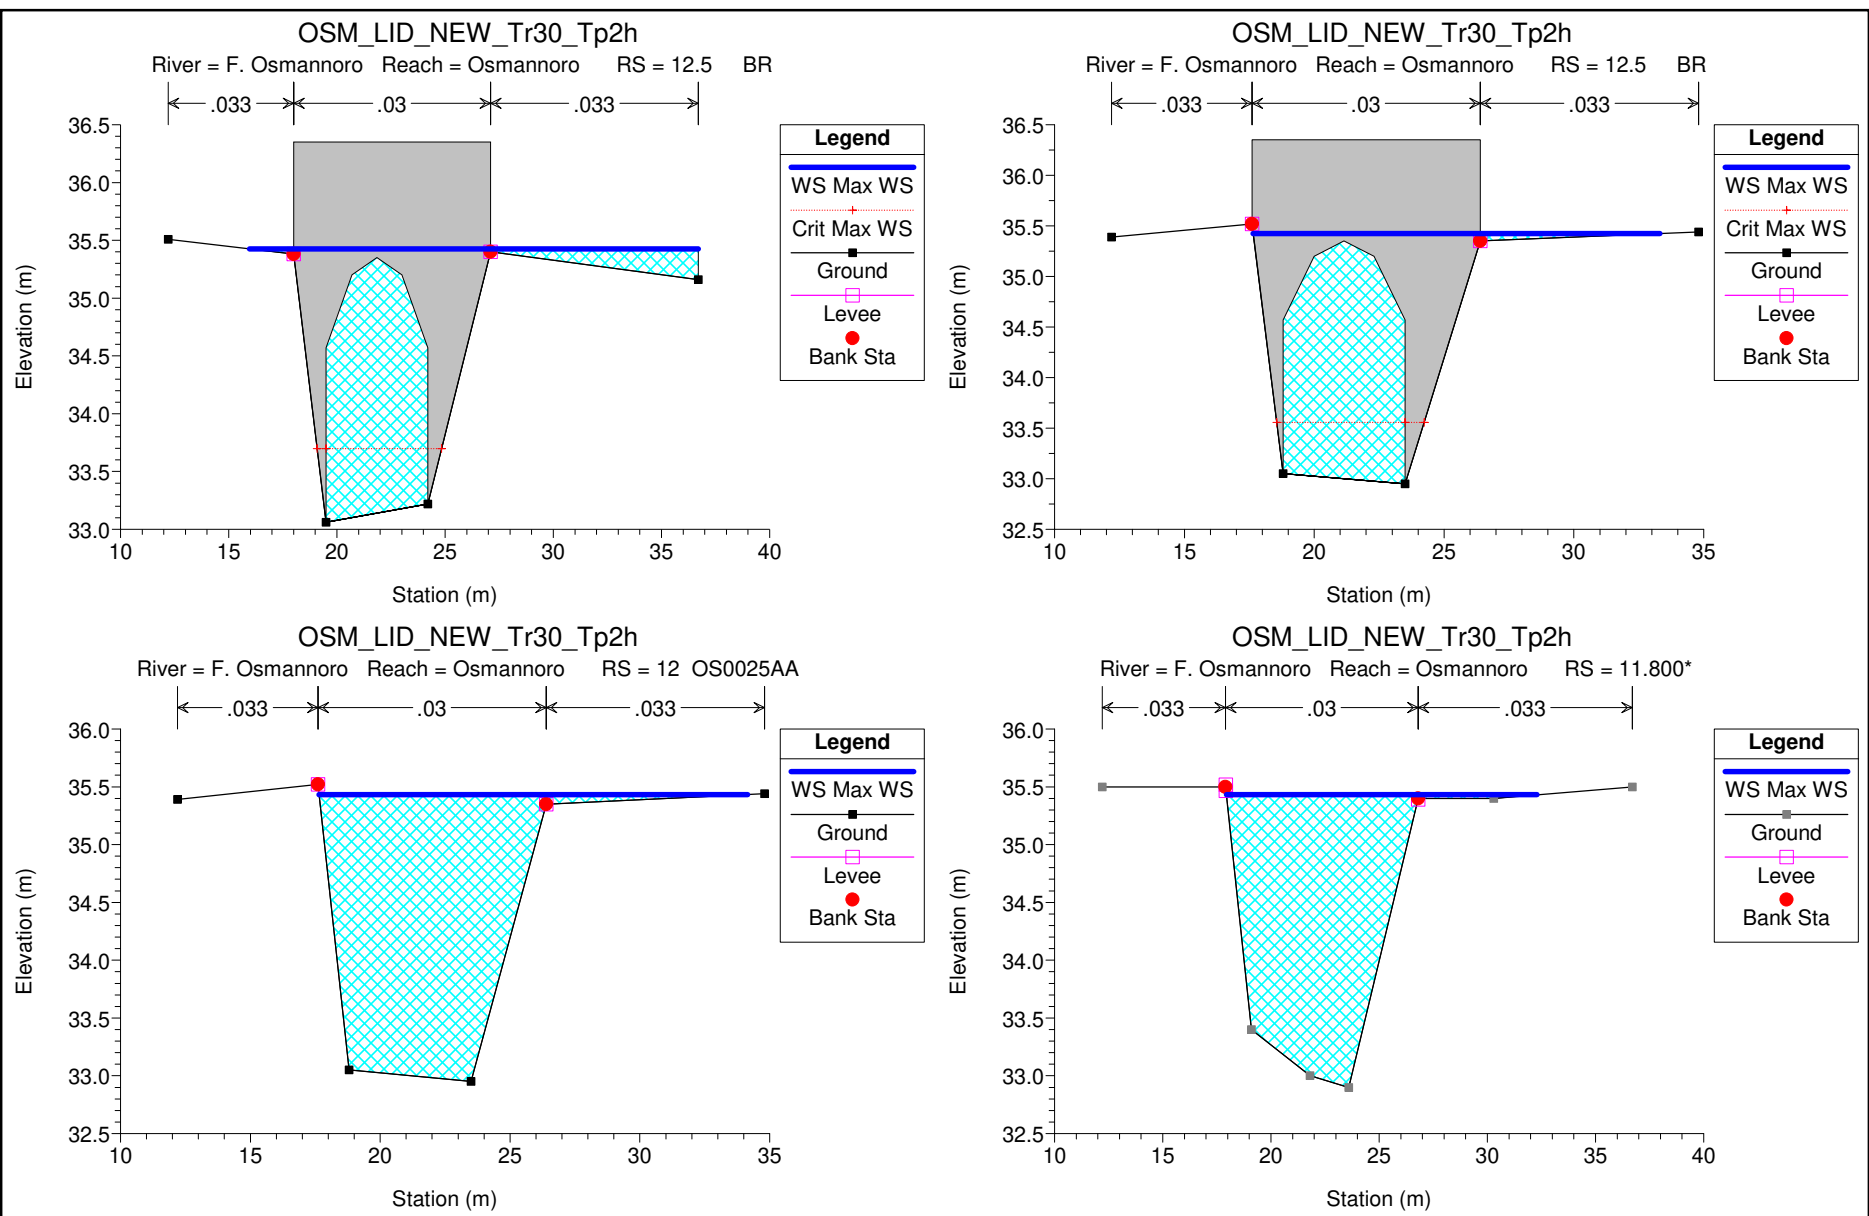 OSM_LID_NEW_Tr30_Tp2h
River = F. Osmannoro Reach = Osmannoro RS = 12.5 BR
.033 .03 .033
36.5
36.0
35.5
35.0
34.5
34.0
33.5
33.0
10 15 20 25 30 35 40
Station (m)
Elevation (m)
Legend
WS Max WS
Crit Max WS
Ground
Levee
Bank Sta
OSM_LID_NEW_Tr30_Tp2h
River = F. Osmannoro Reach = Osmannoro RS = 12.5 BR
.033 .03 .033
36.5
36.0
35.5
35.0
34.5
34.0
33.5
33.0
32.5
10 15 20 25 30 35
Station (m)
Elevation (m)
Legend
WS Max WS
Crit Max WS
Ground
Levee
Bank Sta
OSM_LID_NEW_Tr30_Tp2h
River = F. Osmannoro Reach = Osmannoro RS = 12 OS0025AA
.033 .03 .033
36.0
35.5
35.0
34.5
34.0
33.5
33.0
32.5
10 15 20 25 30 35
Station (m)
Elevation (m)
Legend
WS Max WS
Ground
Levee
Bank Sta
OSM_LID_NEW_Tr30_Tp2h
River = F. Osmannoro Reach = Osmannoro RS = 11.800*
.033 .03 .033
36.0
35.5
35.0
34.5
34.0
33.5
33.0
32.5
10 15 20 25 30 35 40
Station (m)
Elevation (m)
Legend
WS Max WS
Ground
Levee
Bank Sta